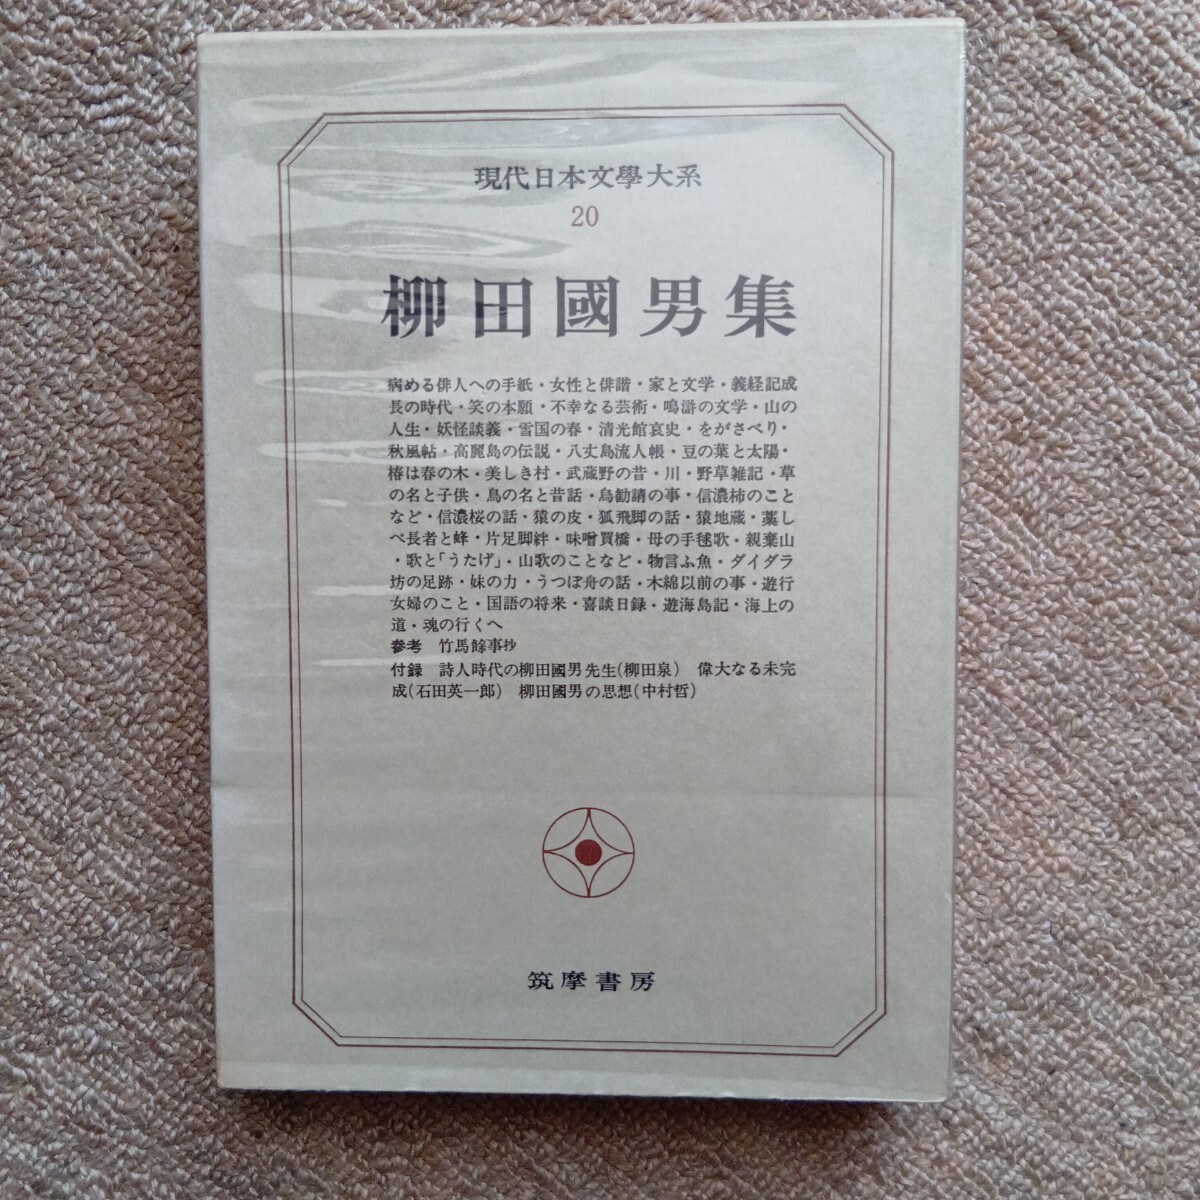 現代日本文學大系
20
柳田國男集
病める俳人への手紙・女性と俳諧・家と文学・義経記成
長の時代・笑の本願・不幸なる芸術・鳴滸の文学・山の
人生・妖怪談義・雪国の春・清光館哀史・をがさべり・
秋風帖・高麗島の伝説・八丈島流人帳・豆の葉と太陽・
椿は春の木・美しき村・武蔵野の昔・川・野草雑記・草
の名と子供・鳥の名と昔話・烏勧請の事・信濃柿のこと
など・信濃桜の話・猿の皮・狐飛脚の話・猿地蔵・藁し
べ長者と蜂・片足脚絆・味噌買橋・母の手毬歌・親棄山
・歌と「うたげ」・山歌のことなど・物言ふ魚・ダイダラ
坊の足跡・妹の力・うつぼ舟の話・木綿以前の事・遊行
女婦のこと・国語の将来・喜談日録・遊海島記・海上の
道・魂の行くへ
参考 竹馬餘事抄
付録 詩人時代の柳田國男先生(柳田泉) 偉大なる未完
成(石田英一郎) 柳田國男の思想(中村哲)
筑摩書房